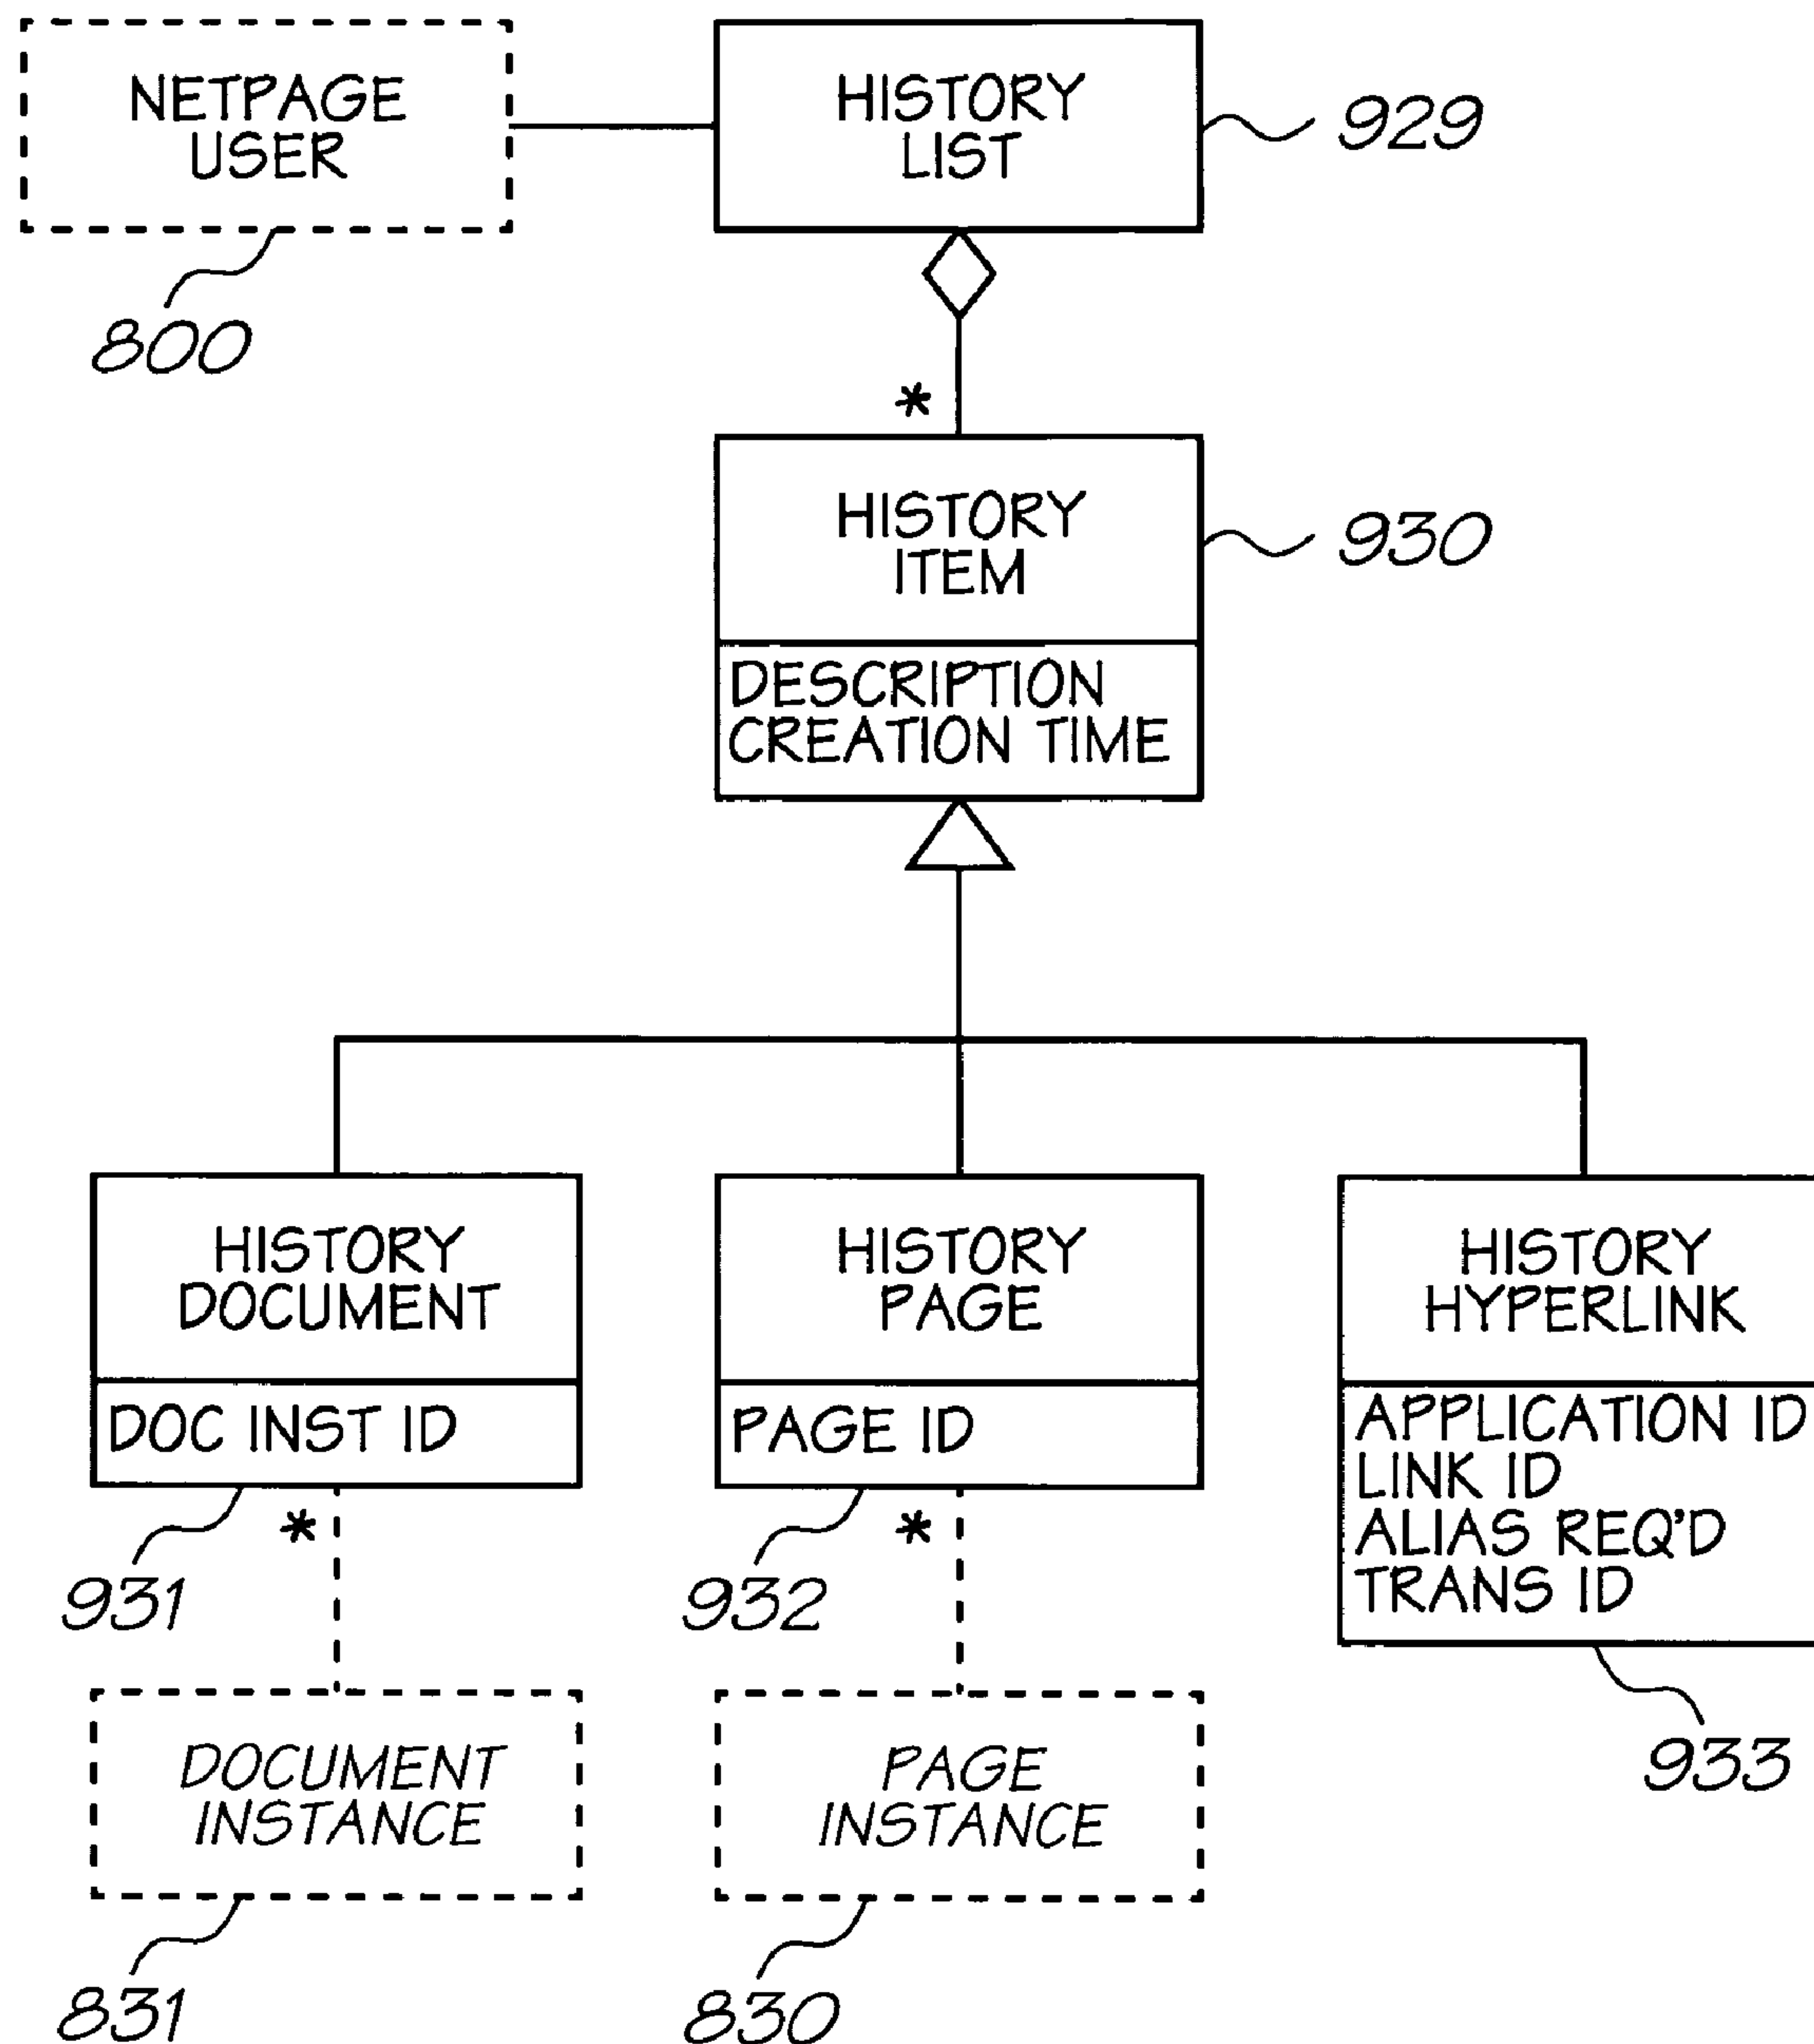 NETPAGE
USER
HISTORY
LIST
929
800
*
HISTORY
ITEM
930
DESCRIPTION
CREATION TIME
HISTORY
DOCUMENT
HISTORY
PAGE
HISTORY
HYPERLINK
DOC INST ID
PAGE ID
APPLICATION ID
LINK ID
ALIAS REQ'D
TRANS ID
*
*
931
932
933
DOCUMENT
INSTANCE
PAGE
INSTANCE
831
830